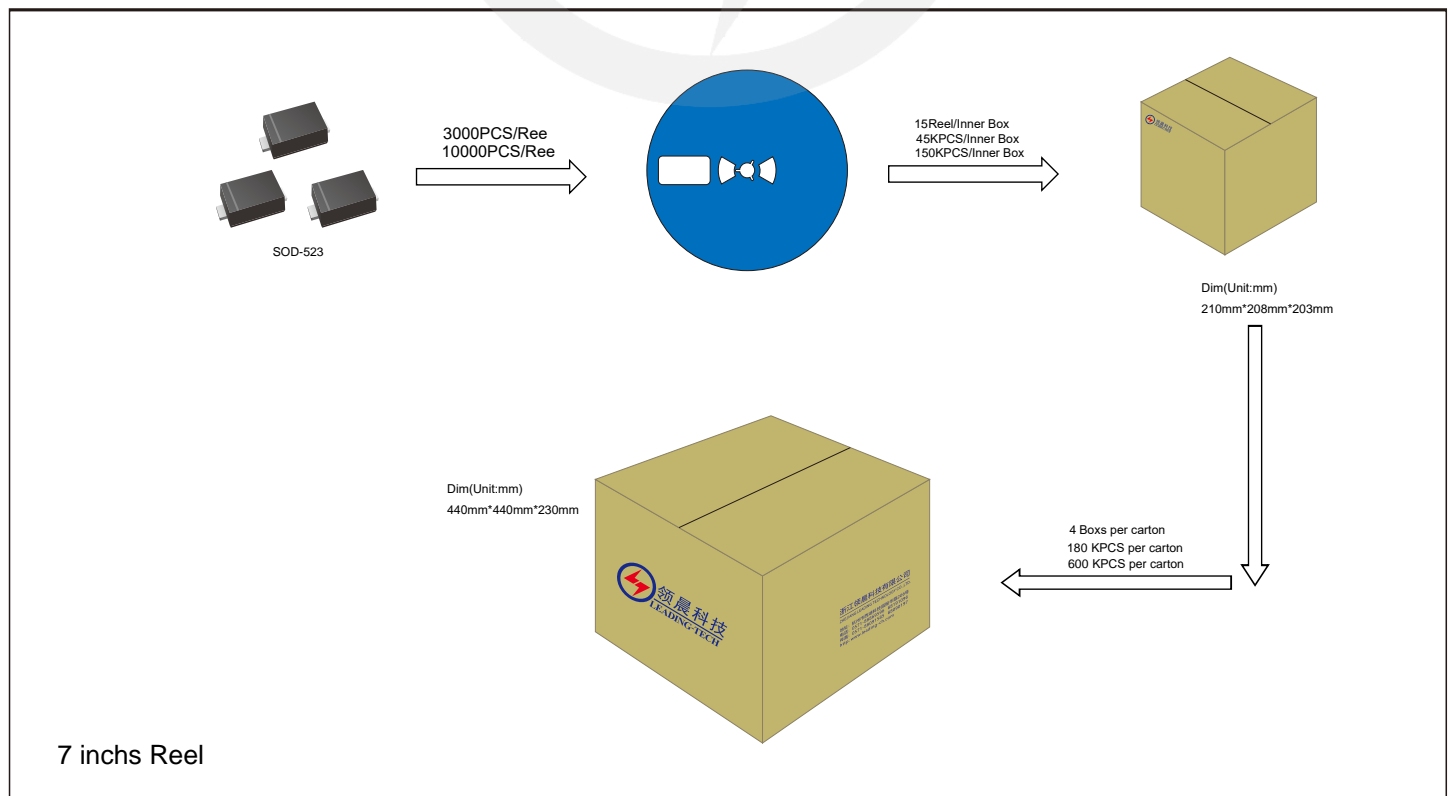 3000PCS/Ree
10000PCS/Ree
SOD-523
15Reel/Inner Box
45KPCS/Inner Box
150KPCS/Inner Box
Dim(Unit:mm)
210mm*208mm*203mm
4 Boxs per carton
180 KPCS per carton
600 KPCS per carton
Dim(Unit:mm)
440mm*440mm*230mm
领晨科技
LEADING-TECH
浙江领晨科技有限公司
7 inchs Reel